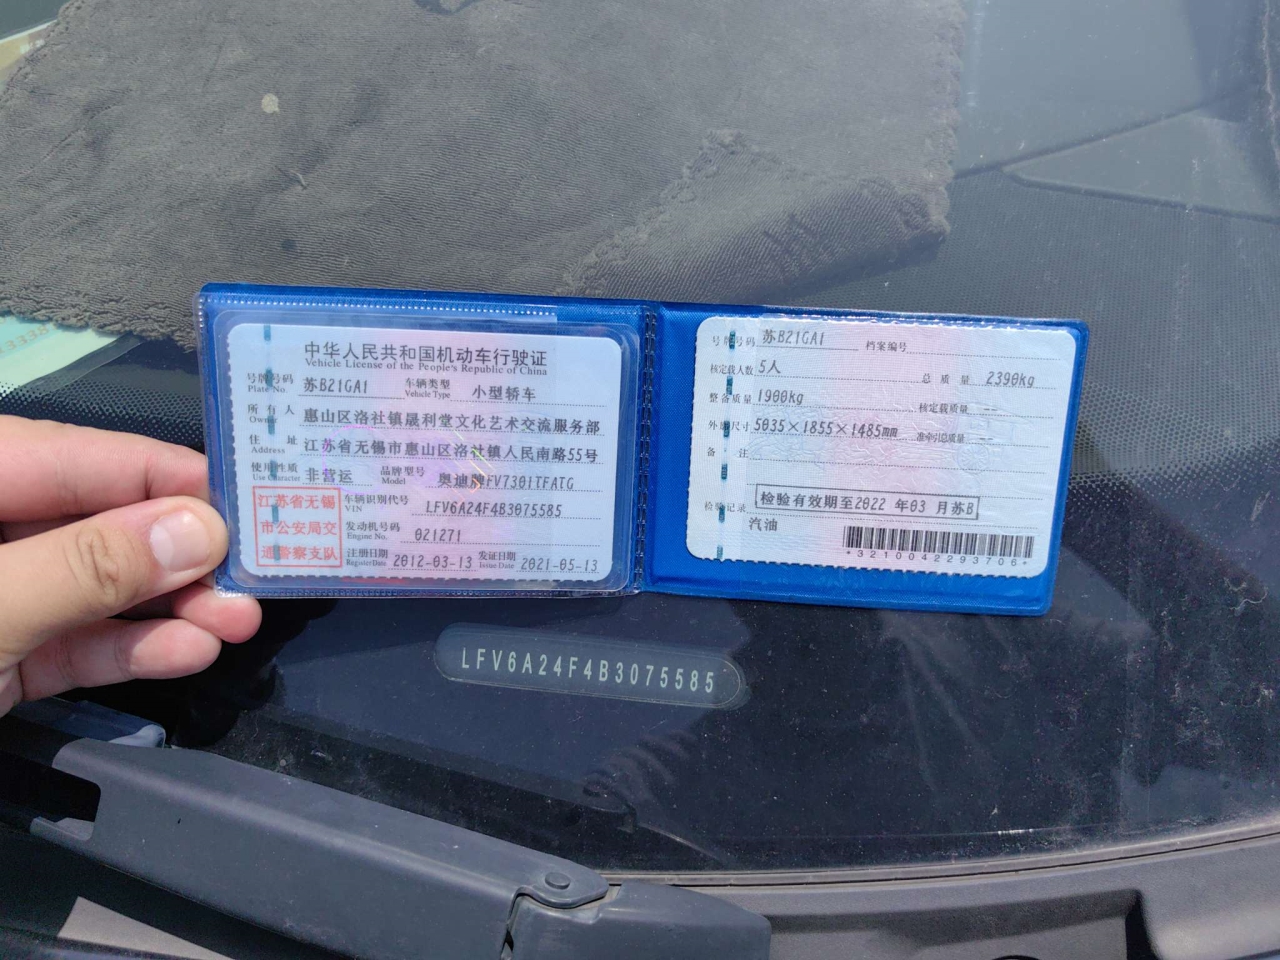 中华人民共和国机动车行驶证
Vehicle License of the People's Republic of China
号牌号码 苏B21GA1 车辆类型 小型轿车
Plate No. Vehicle Type
所有人 惠山区洛社镇晟利堂文化艺术交流服务部
Owner
住址 江苏省无锡市惠山区洛社镇人民南路55号
Address
使用性质 非营运 品牌型号 奥迪牌FV7301TFATG
Use Character Model
江苏省无锡
市公安局交
通警察支队
车辆识别代号 LFV6A24F4B3075585
VIN
发动机号码 021271
Engine No.
注册日期 2012-03-13 发证日期 2021-05-13
Register Date Issue Date
号牌号码 苏B21GA1 档案编号
核定载人数 5人 总质量 2390kg
整备质量 1900kg 核定载质量 --
外廓尺寸 5035×1855×1485mm 准牵引总质量 --
备注
检验记录 检验有效期至2022年03月苏B
汽油
*3210042293706*
LFV6A24F4B3075585